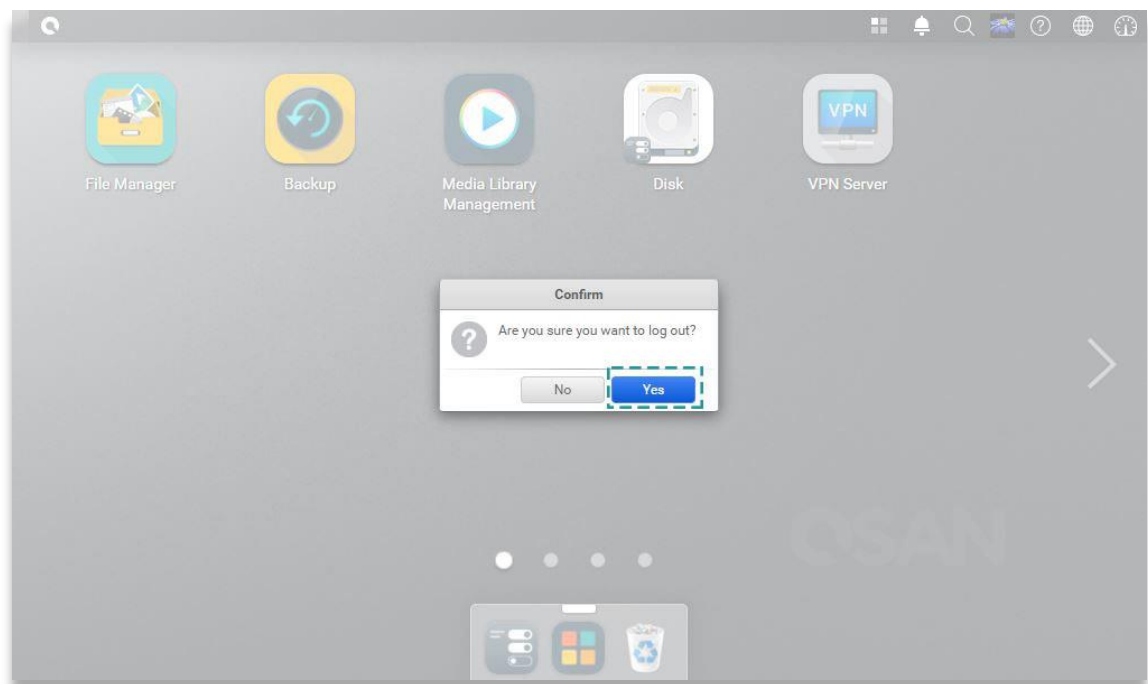 VPN
File Manager
Backup
Media Library
Management
Disk
VPN Server
Confirm
Are you sure you want to log out?
No
Yes
QSAN